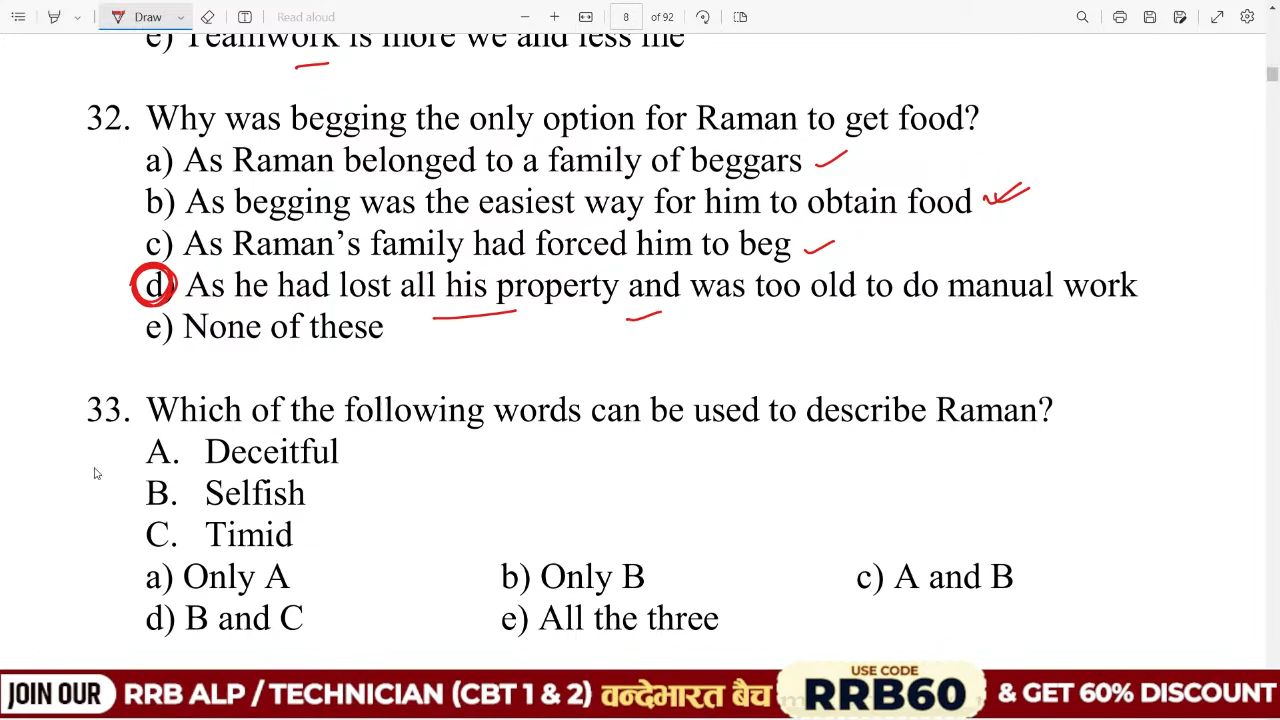 Draw
Read aloud
8 of 92
e) Teamwork is more we and less me
32. Why was begging the only option for Raman to get food?
a) As Raman belonged to a family of beggars
b) As begging was the easiest way for him to obtain food
c) As Raman's family had forced him to beg
d) As he had lost all his property and was too old to do manual work
e) None of these
33. Which of the following words can be used to describe Raman?
A. Deceitful
B. Selfish
C. Timid
a) Only A b) Only B c) A and B
d) B and C e) All the three
JOIN OUR RRB ALP / TECHNICIAN (CBT 1 & 2) वन्देभारत बैच USE CODE RRB60 & GET 60% DISCOUNT